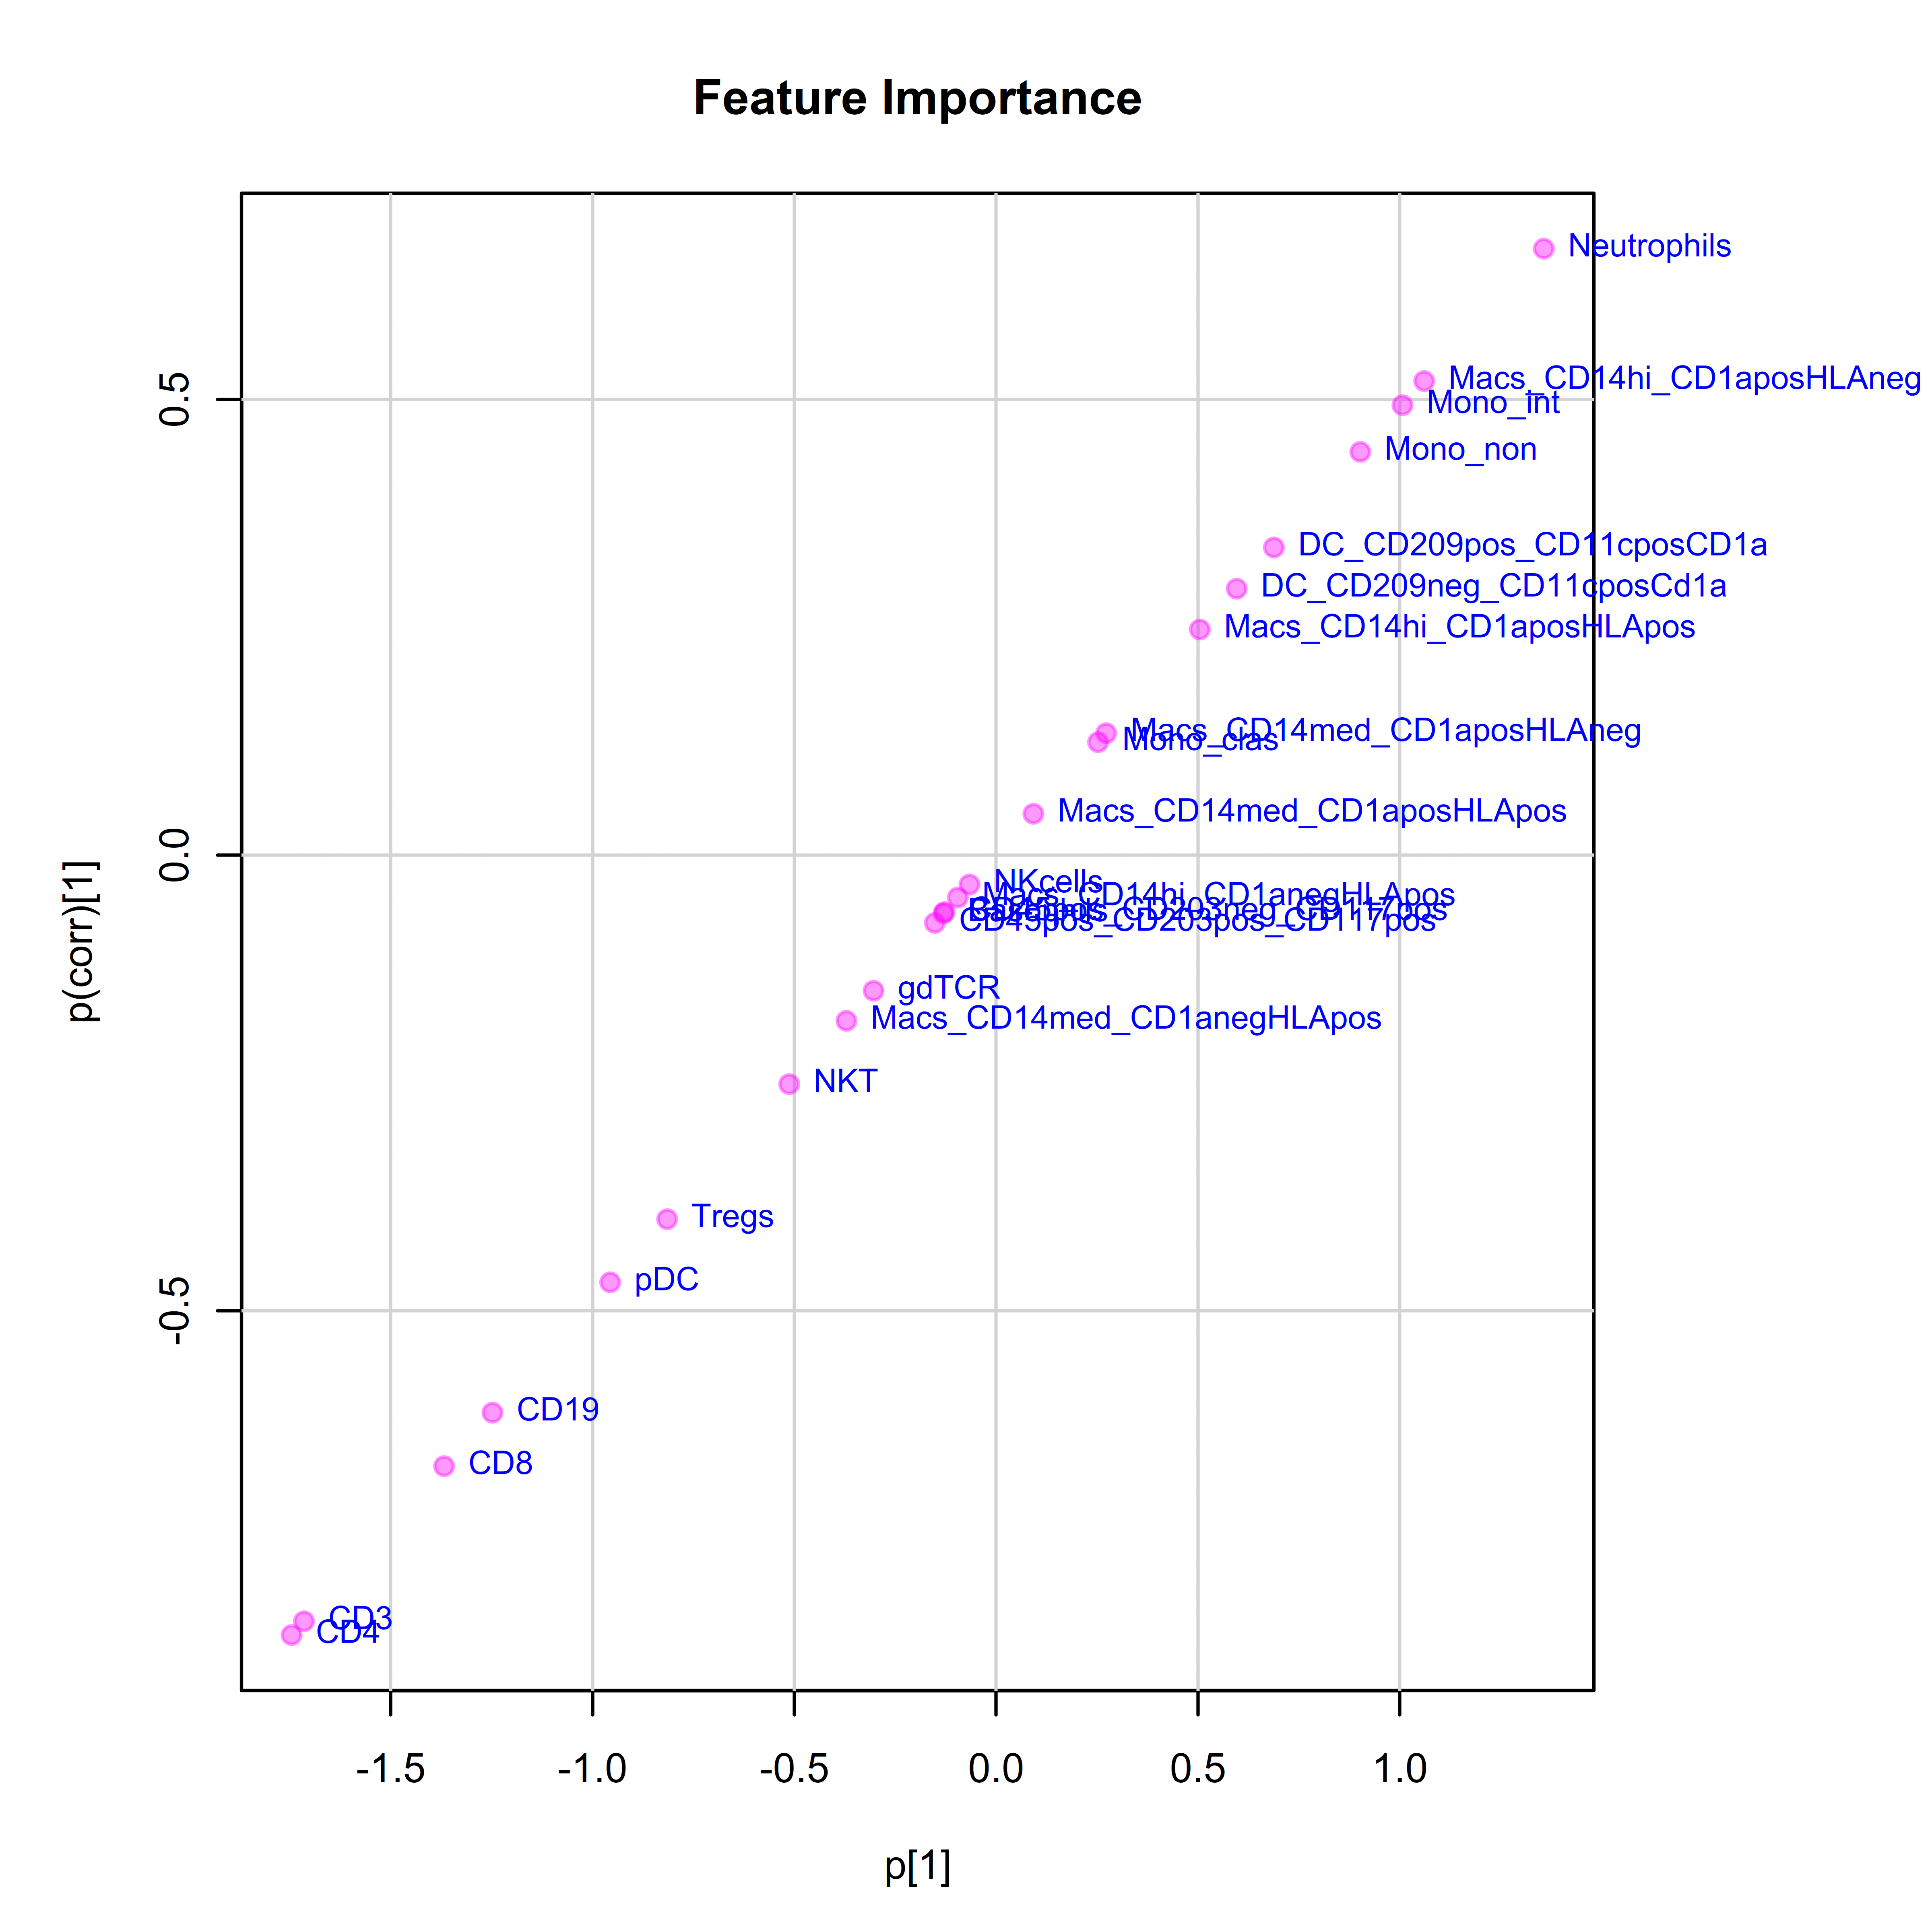 Feature Importance
Neutrophils
Macs_CD14hi_CD1aposHLAneg
Mono_int
Mono_non
DC_CD209pos_CD11cposCD1a
DC_CD209neg_CD11cposCd1a
Macs_CD14hi_CD1aposHLApos
Macs_CD14med_CD1aposHLAneg
Mono_clas
Macs_CD14med_CD1aposHLApos
NKcells
Macs_CD14hi_CD1anegHLApos
CD45pos_CD203neg_CD117pos
CD45pos_CD203pos_CD117pos
gdTCR
Macs_CD14med_CD1anegHLApos
NKT
Tregs
pDC
CD19
CD8
CD3
CD4
0.5
0.0
-0.5
p(corr)[1]
-1.5 -1.0 -0.5 0.0 0.5 1.0
p[1]